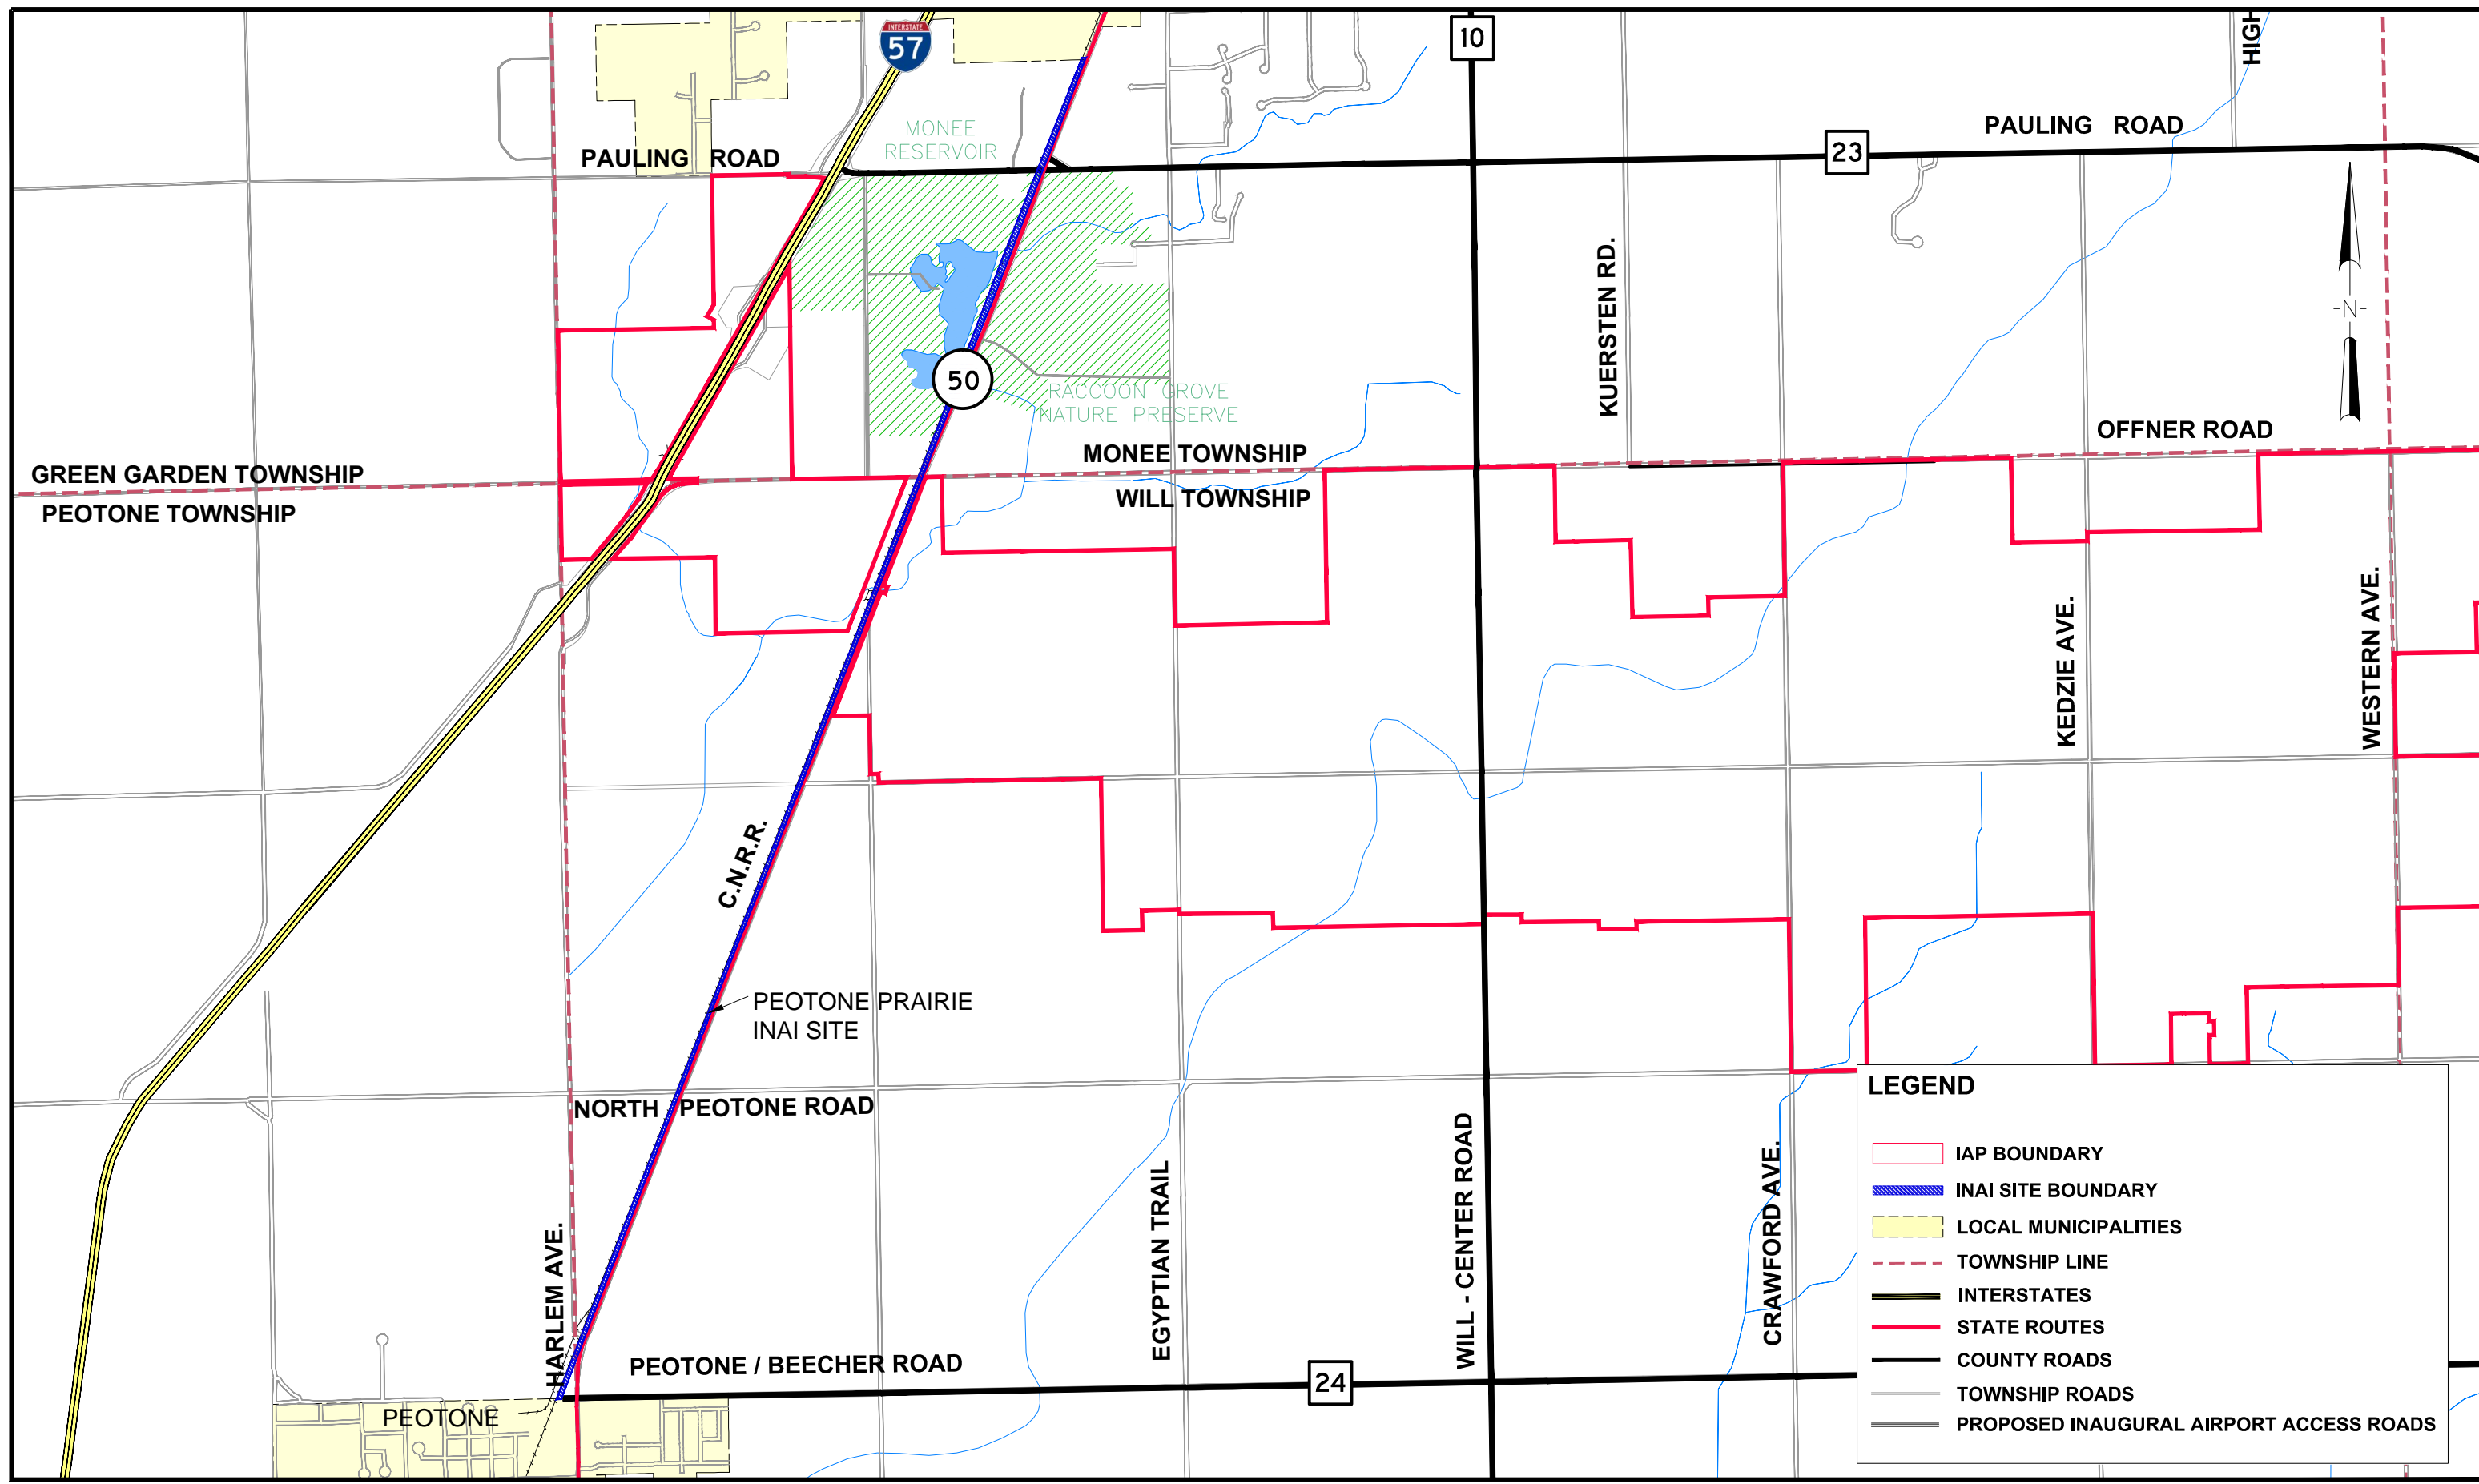 INTERSTATE
57
10
HIGH
MONEE
RESERVOIR
PAULING ROAD
PAULING ROAD
23
KUERSTEN RD.
-N-
50
RACCOON GROVE
NATURE PRESERVE
OFFNER ROAD
MONEE TOWNSHIP
GREEN GARDEN TOWNSHIP
WILL TOWNSHIP
PEOTONE TOWNSHIP
KEDZIE AVE.
WESTERN AVE.
C.N.R.R.
PEOTONE PRAIRIE
INAI SITE
NORTH PEOTONE ROAD
HARLEM AVE.
EGYPTIAN TRAIL
WILL - CENTER ROAD
CRAWFORD AVE.
PEOTONE / BEECHER ROAD
24
PEOTONE
LEGEND
IAP BOUNDARY
INAI SITE BOUNDARY
LOCAL MUNICIPALITIES
TOWNSHIP LINE
INTERSTATES
STATE ROUTES
COUNTY ROADS
TOWNSHIP ROADS
PROPOSED INAUGURAL AIRPORT ACCESS ROADS